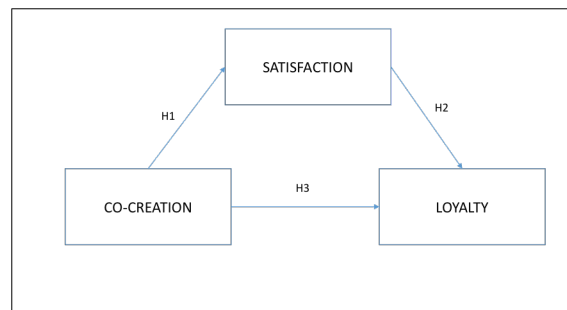 SATISFACTION
H1
H2
H3
CO-CREATION
LOYALTY